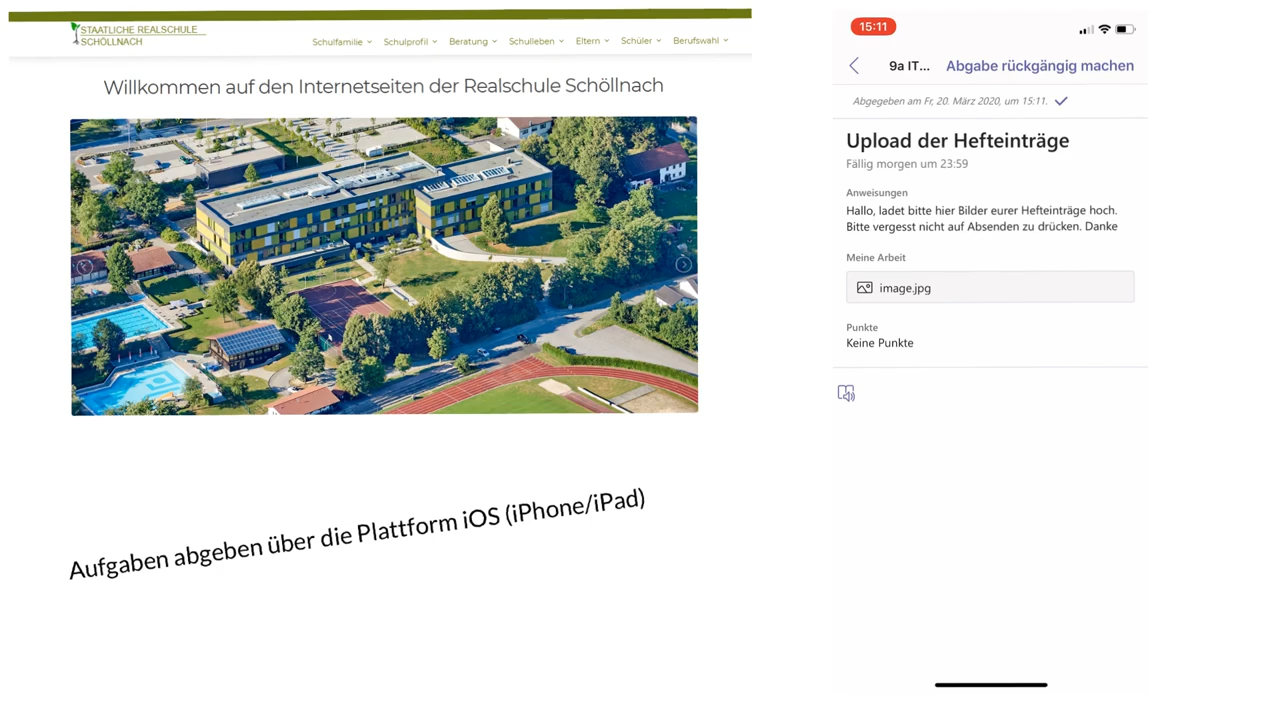 STAATLICHE REALSCHULE
SCHÖLLNACH
Schulfamilie Schulprofil Beratung Schulleben Eltern Schüler Berufswahl
Willkommen auf den Internetseiten der Realschule Schöllnach
Aufgaben abgeben über die Plattform iOS (iPhone/iPad)
15:11
9a IT... Abgabe rückgängig machen
Abgegeben am Fr, 20. März 2020, um 15:11.
Upload der Hefteinträge
Fällig morgen um 23:59
Anweisungen
Hallo, ladet bitte hier Bilder eurer Hefteinträge hoch.
Bitte vergesst nicht auf Absenden zu drücken. Danke
Meine Arbeit
image.jpg
Punkte
Keine Punkte